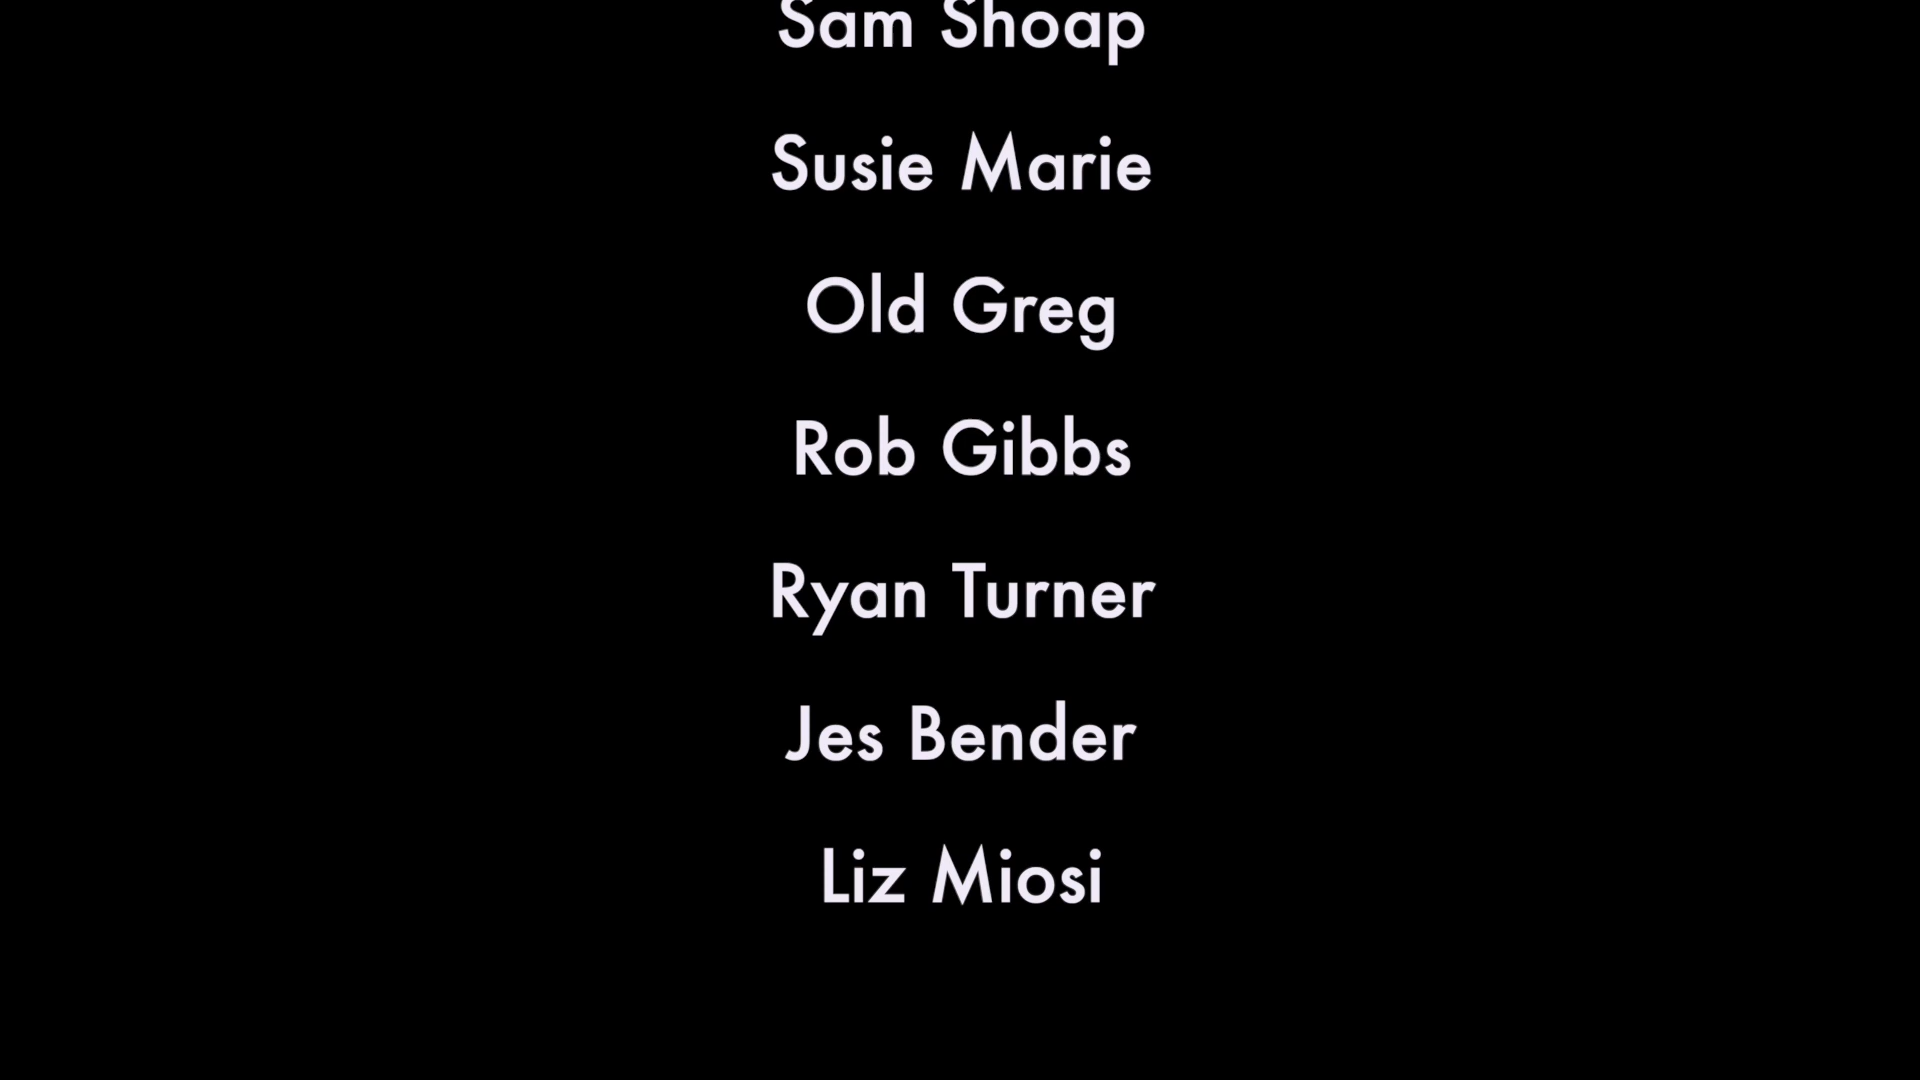 Sam Shoap
Susie Marie
Old Greg
Rob Gibbs
Ryan Turner
Jes Bender
Liz Miosi